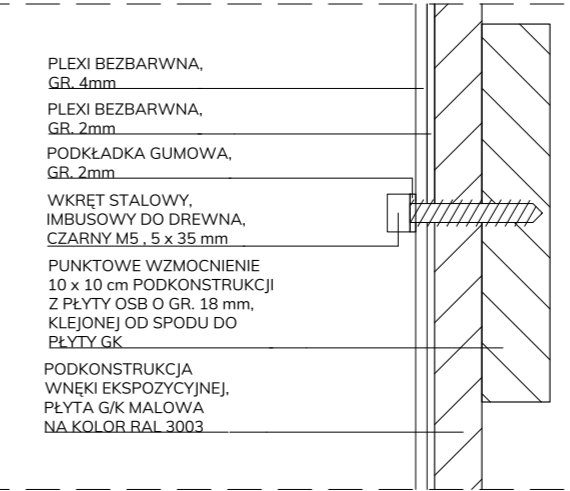 PLEXI BEZBARWNA,
GR. 4mm
PLEXI BEZBARWNA,
GR. 2mm
PODKŁADKA GUMOWA,
GR. 2mm
WKRĘT STALOWY,
IMBUSOWY DO DREWNA,
CZARNY M5 , 5 x 35 mm
PUNKTOWE WZMOCNIENIE
10 x 10 cm PODKONSTRUKCJI
Z PŁYTY OSB O GR. 18 mm,
KLEJONEJ OD SPODU DO
PŁYTY GK
PODKONSTRUKCJA
WNĘKI EKSPOZYCYJNEJ,
PŁYTA G/K MALOWA
NA KOLOR RAL 3003